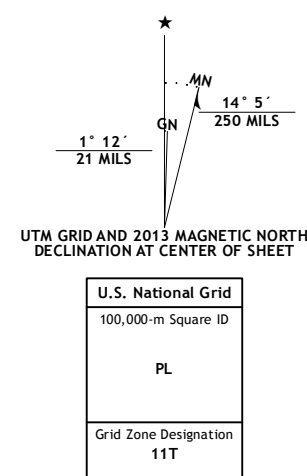 ★
MN
GN
14° 5´
250 MILS
1° 12´
21 MILS
UTM GRID AND 2013 MAGNETIC NORTH
DECLINATION AT CENTER OF SHEET
U.S. National Grid
100,000-m Square ID
PL
Grid Zone Designation
11T